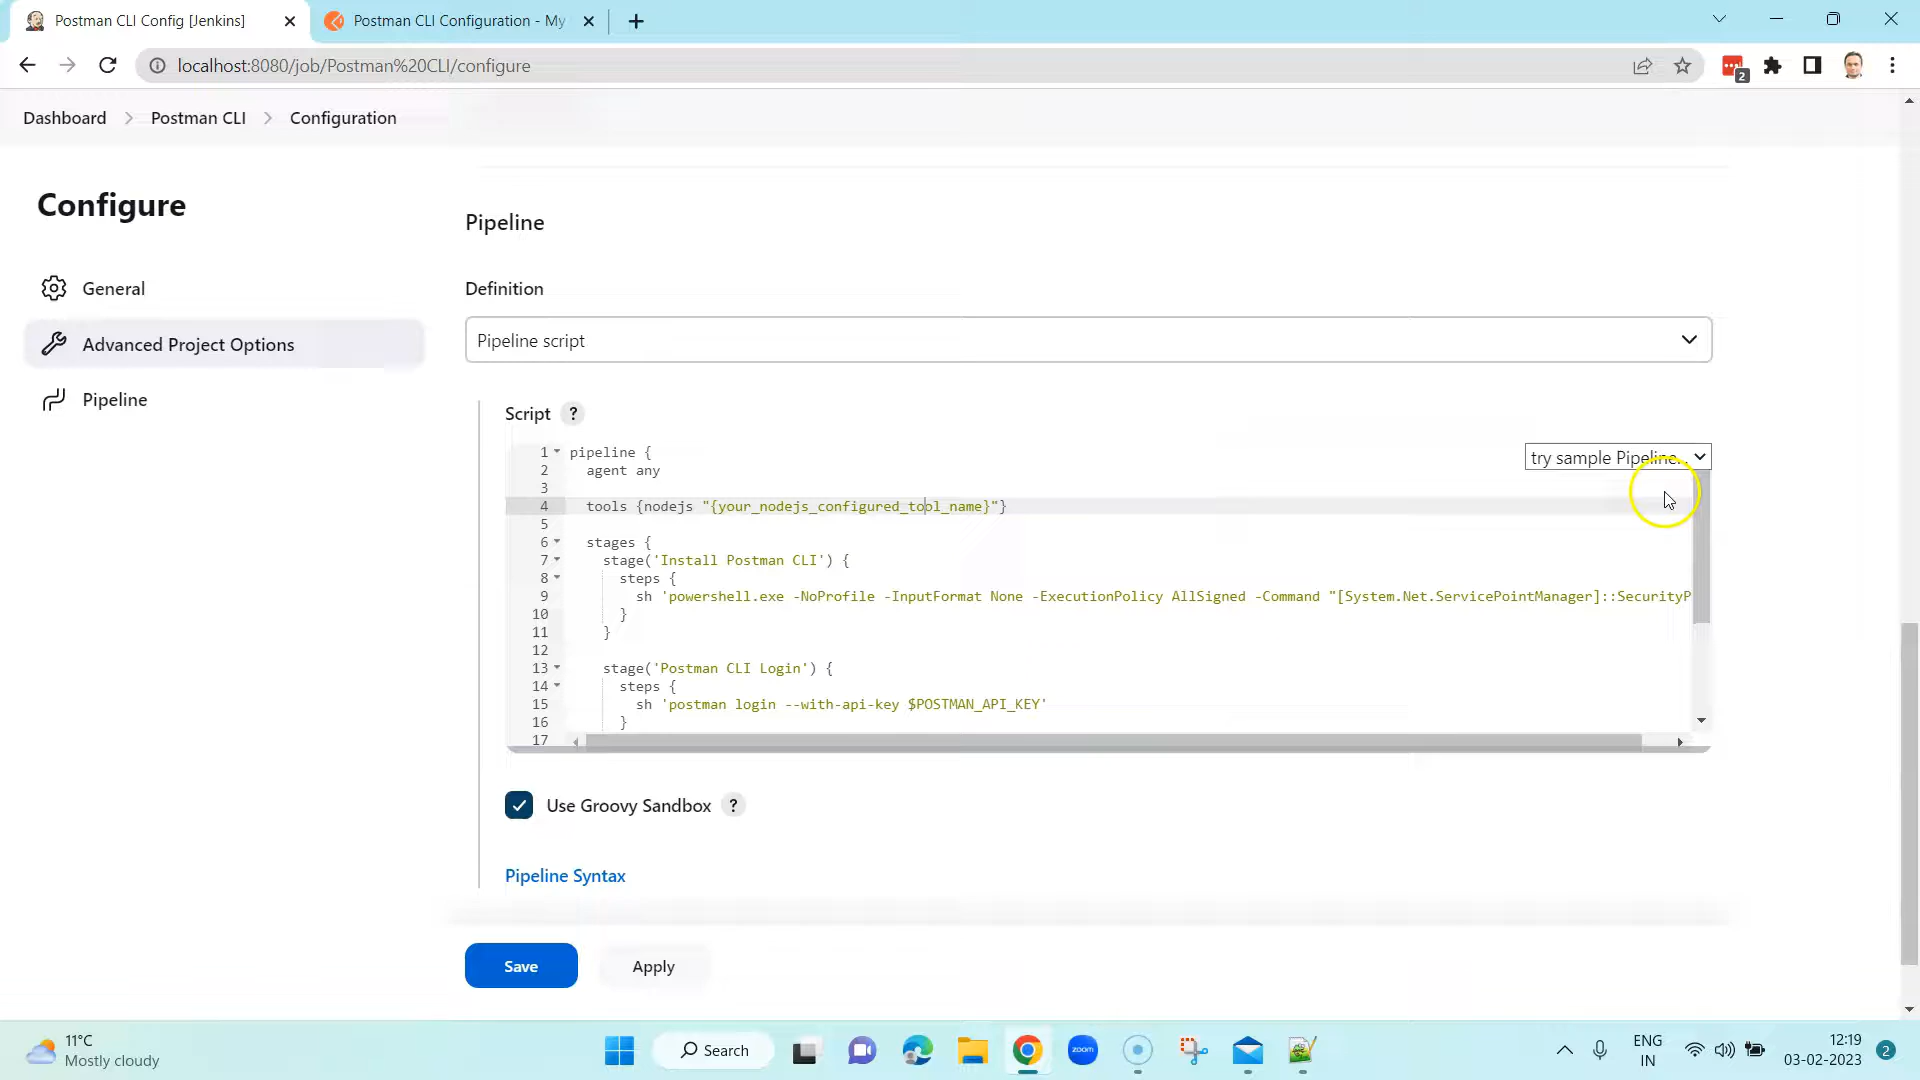 Postman CLI Config [Jenkins]
Postman CLI Configuration - My
localhost:8080/job/Postman%20CLI/configure
2
Dashboard
Postman CLI
Configuration
Configure
General
Advanced Project Options
Pipeline
Pipeline
Definition
Pipeline script
Script ?
try sample Pipeline...
1 pipeline {
2 agent any
3
4 tools {nodejs "{your_nodejs_configured_tool_name}"}
5
6 stages {
7 stage('Install Postman CLI') {
8 steps {
9 sh 'powershell.exe -NoProfile -InputFormat None -ExecutionPolicy AllSigned -Command "[System.Net.ServicePointManager]::SecurityP
10 }
11 }
12
13 stage('Postman CLI Login') {
14 steps {
15 sh 'postman login --with-api-key $POSTMAN_API_KEY'
16 }
17
Use Groovy Sandbox ?
Pipeline Syntax
Save
Apply
11°C
Mostly cloudy
Search
zoom
ENG
IN
12:19
03-02-2023
2